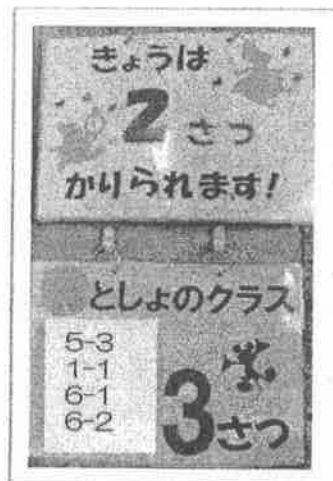 きょうは
2 さつ
かりられます!
としょのクラス
5-3
1-1
6-1
6-2
3さつ